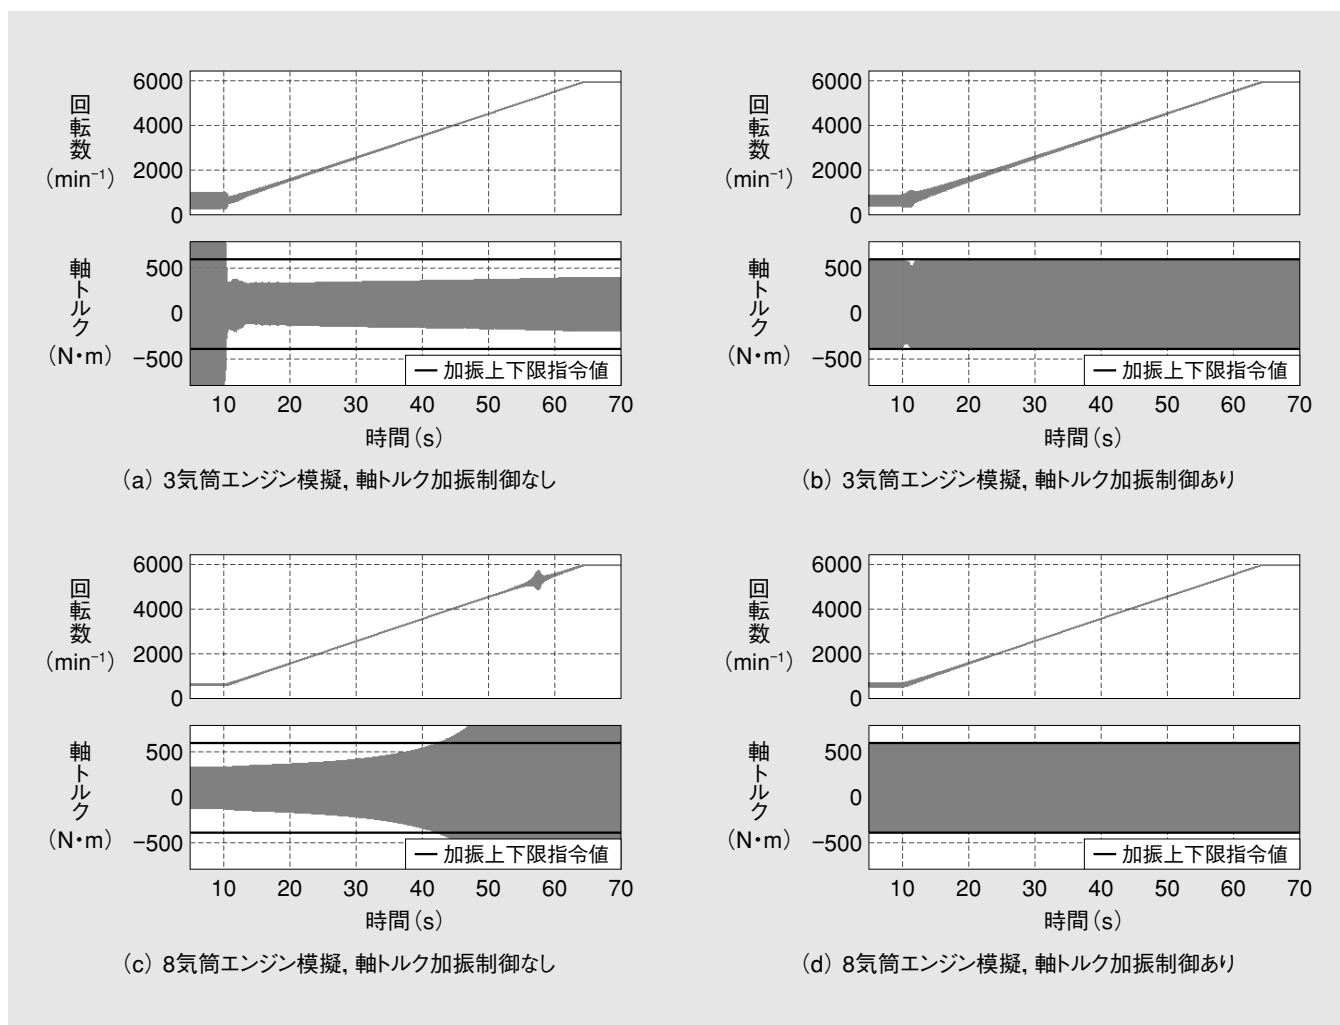 6000
4000
2000
0
回転数
(min⁻¹)
500
0
−500
軸トルク
(N・m)
加振上下限指令値
10 20 30 40 50 60 70
時間(s)
(a) 3気筒エンジン模擬, 軸トルク加振制御なし
6000
4000
2000
0
回転数
(min⁻¹)
500
0
−500
軸トルク
(N・m)
加振上下限指令値
10 20 30 40 50 60 70
時間(s)
(b) 3気筒エンジン模擬, 軸トルク加振制御あり
6000
4000
2000
0
回転数
(min⁻¹)
500
0
−500
軸トルク
(N・m)
加振上下限指令値
10 20 30 40 50 60 70
時間(s)
(c) 8気筒エンジン模擬, 軸トルク加振制御なし
6000
4000
2000
0
回転数
(min⁻¹)
500
0
−500
軸トルク
(N・m)
加振上下限指令値
10 20 30 40 50 60 70
時間(s)
(d) 8気筒エンジン模擬, 軸トルク加振制御あり